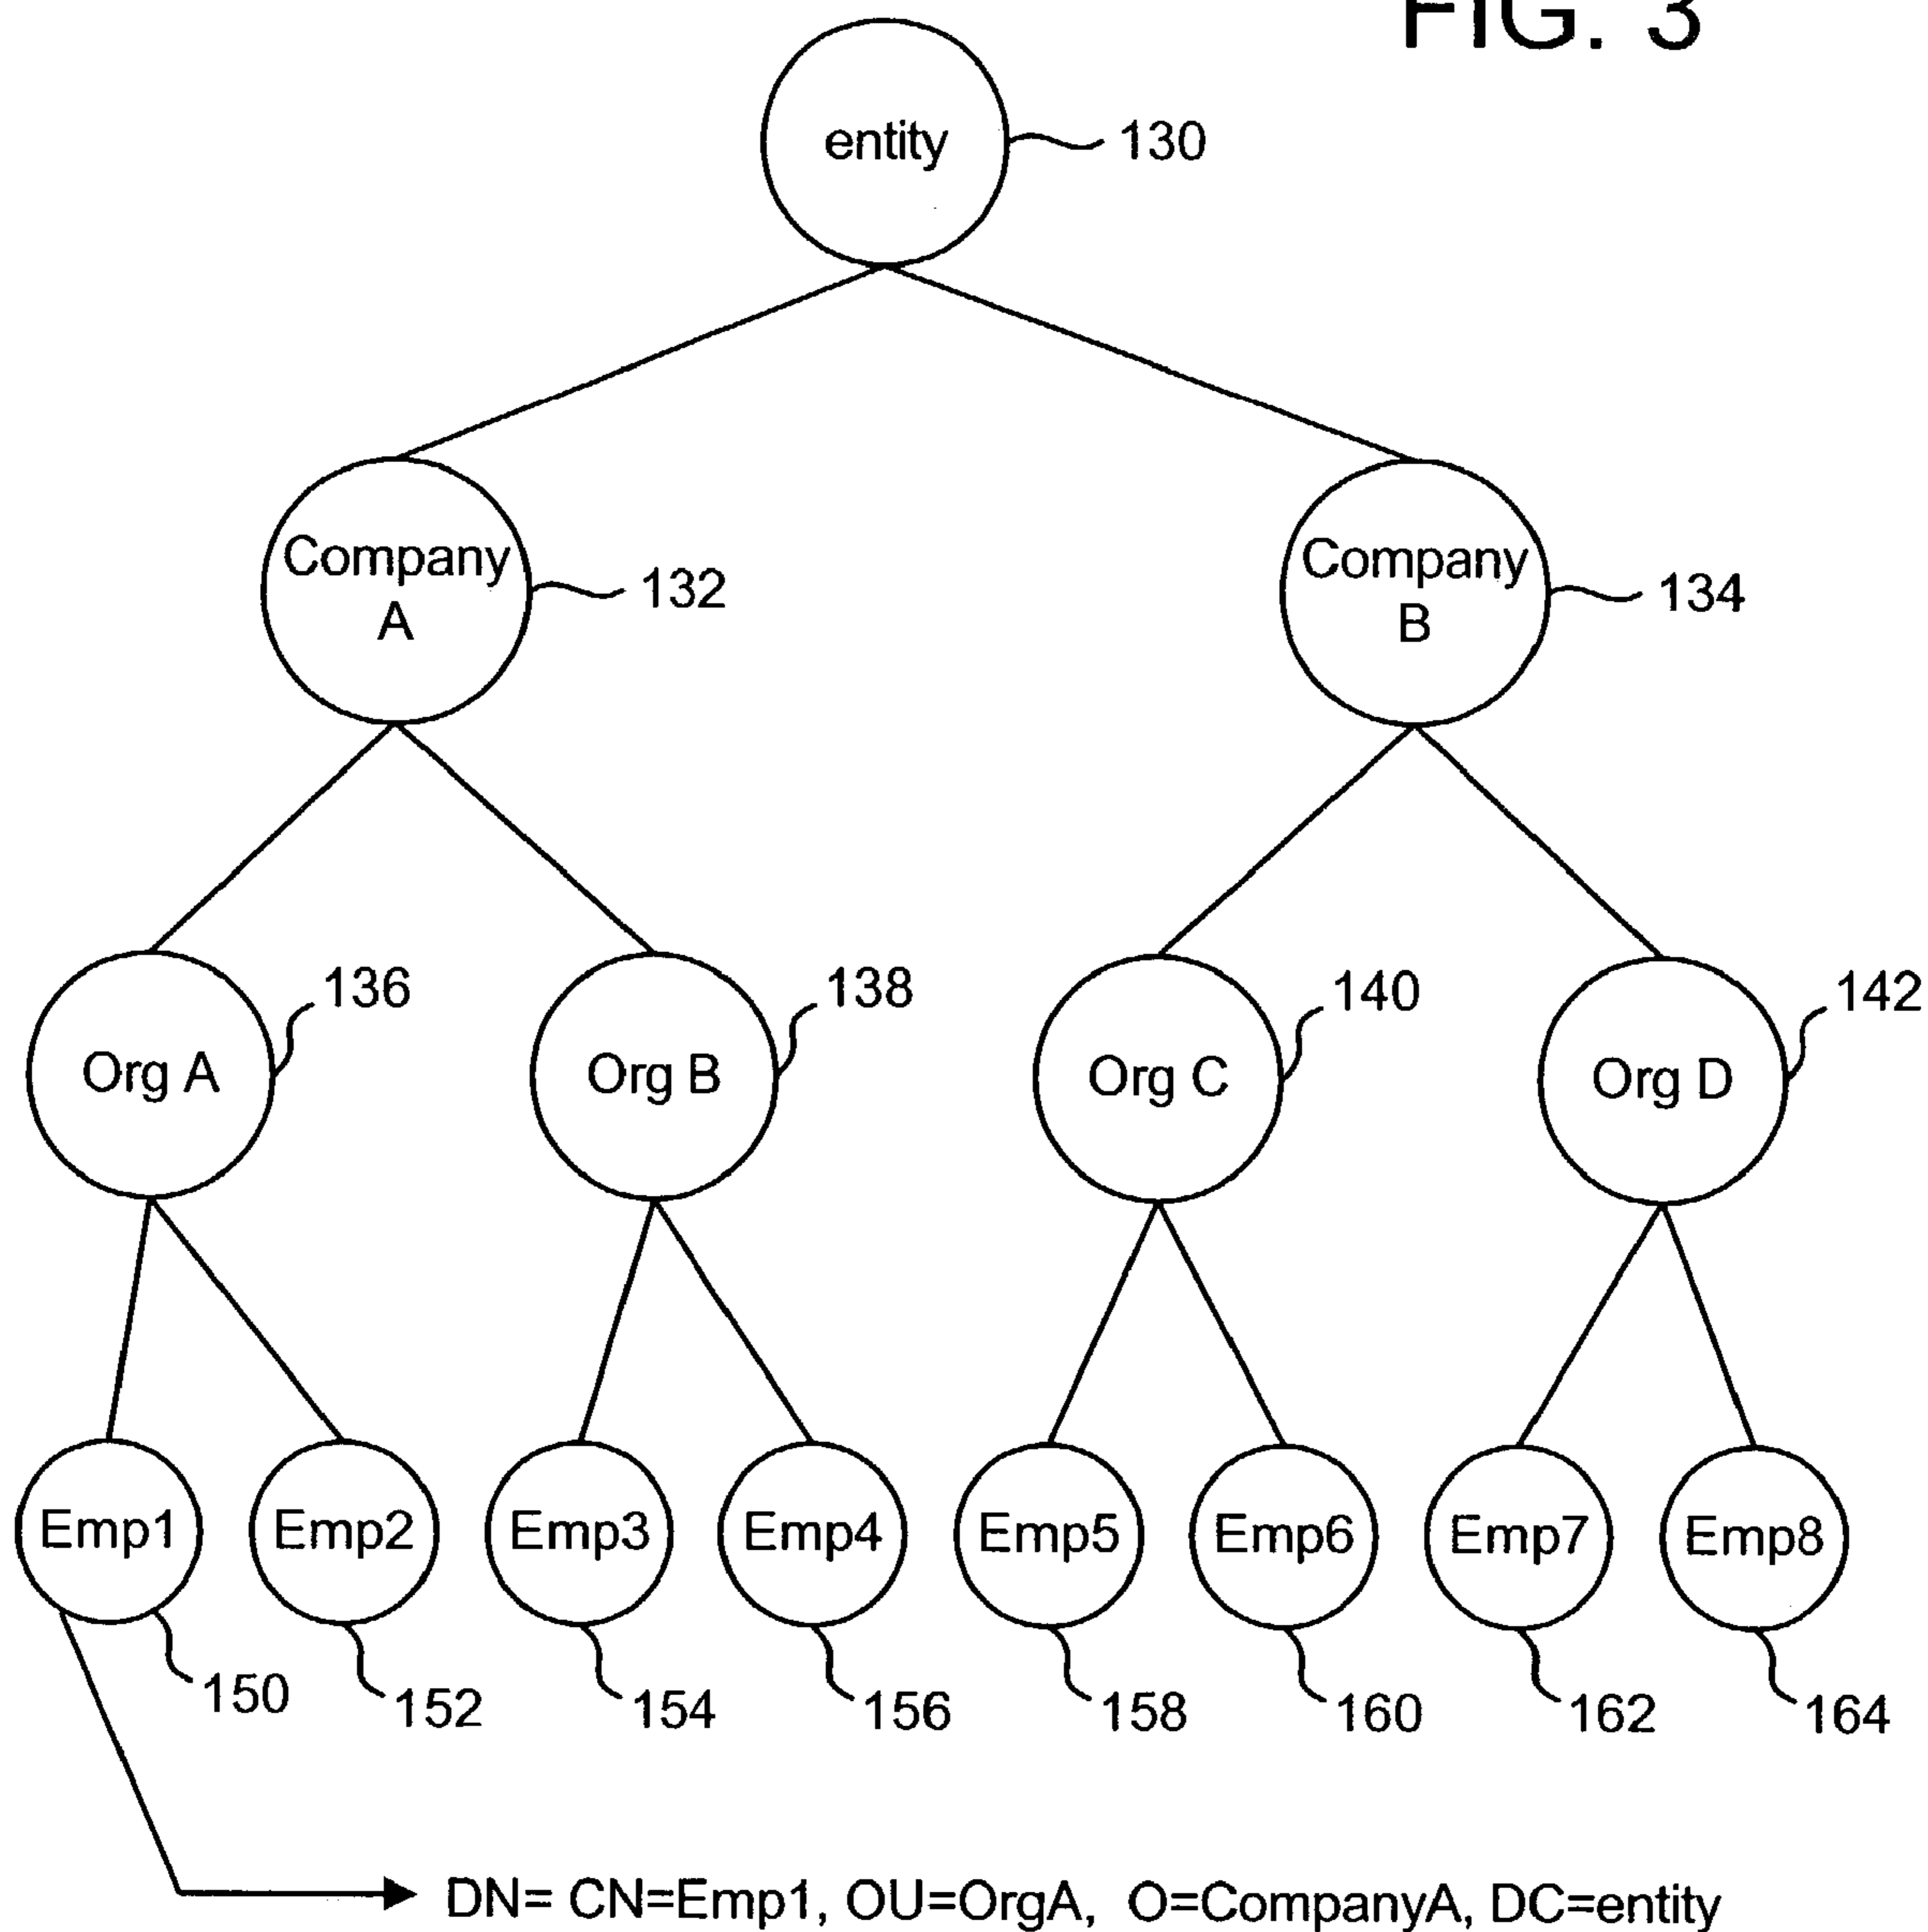 FIG. 3
entity
130
Company
A
132
Company
B
134
136
138
140
142
Org A
Org B
Org C
Org D
Emp1
Emp2
Emp3
Emp4
Emp5
Emp6
Emp7
Emp8
150
152
154
156
158
160
162
164
DN= CN=Emp1, OU=OrgA, O=CompanyA, DC=entity